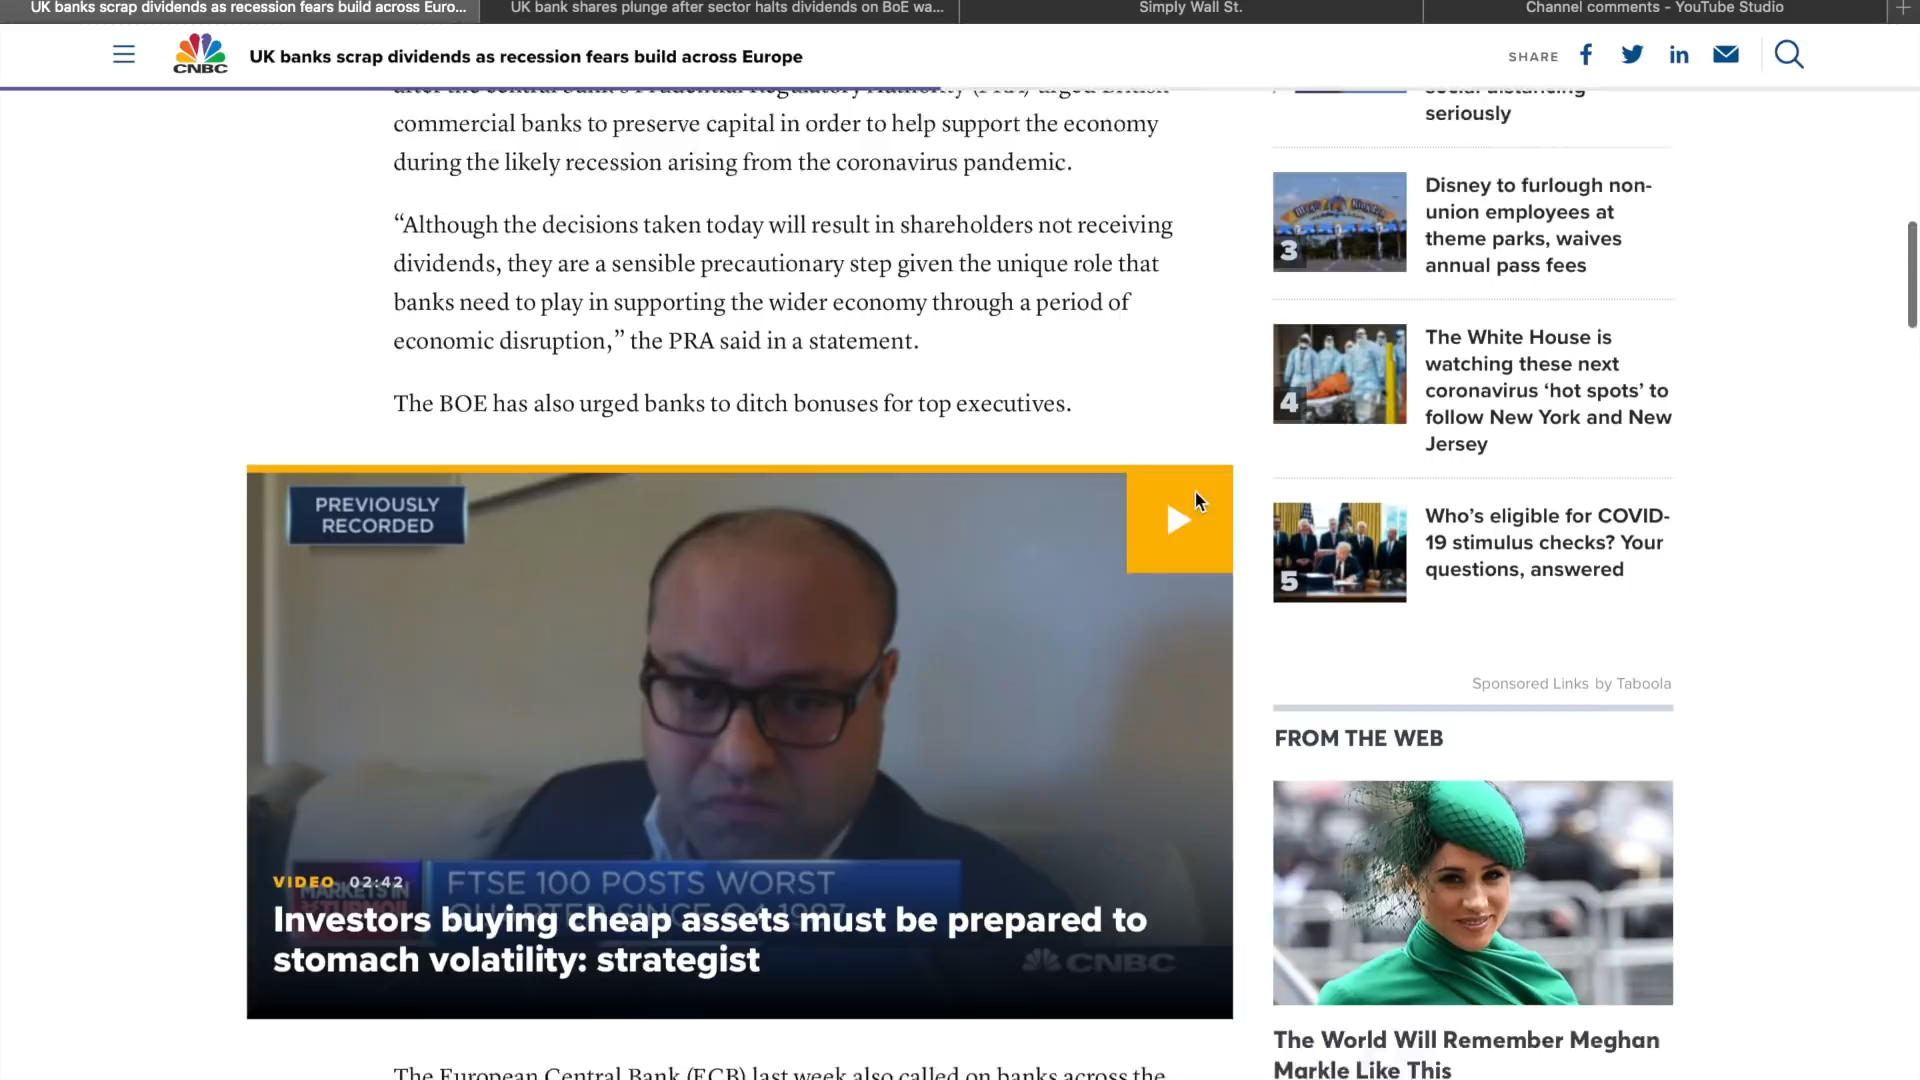 UK banks scrap dividends as recession fears build across Euro...
UK bank shares plunge after sector halts dividends on BoE wa...
Simply Wall St.
Channel comments - YouTube Studio
CNBC
UK banks scrap dividends as recession fears build across Europe
SHARE
after the central bank's Prudential Regulatory Authority (PRA) urged British
commercial banks to preserve capital in order to help support the economy
during the likely recession arising from the coronavirus pandemic.
“Although the decisions taken today will result in shareholders not receiving
dividends, they are a sensible precautionary step given the unique role that
banks need to play in supporting the wider economy through a period of
economic disruption,” the PRA said in a statement.
The BOE has also urged banks to ditch bonuses for top executives.
PREVIOUSLY
RECORDED
VIDEO 02:42
MARKETS IN
TURMOIL
FTSE 100 POSTS WORST
QUARTER SINCE Q4 1987
Investors buying cheap assets must be prepared to
stomach volatility: strategist
CNBC
The European Central Bank (ECB) last week also called on banks across the
social distancing
seriously
3
Disney to furlough non-
union employees at
theme parks, waives
annual pass fees
4
The White House is
watching these next
coronavirus ‘hot spots’ to
follow New York and New
Jersey
5
Who’s eligible for COVID-
19 stimulus checks? Your
questions, answered
Sponsored Links by Taboola
FROM THE WEB
The World Will Remember Meghan
Markle Like This